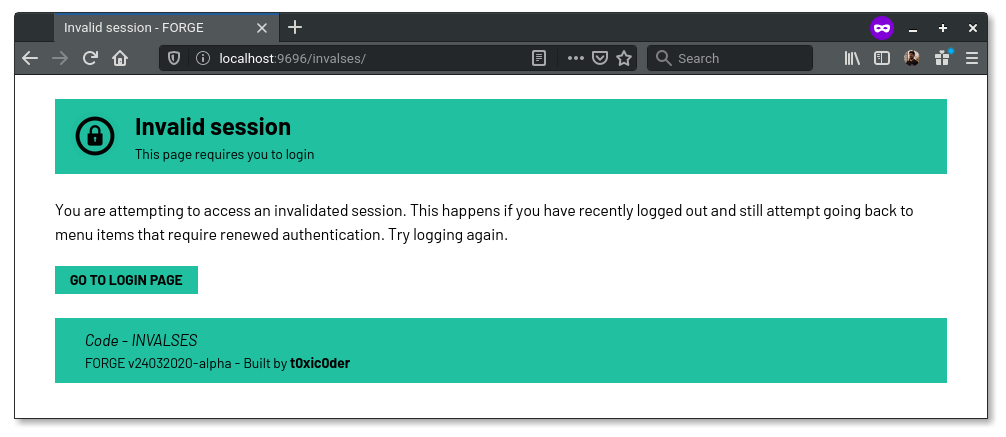 Invalid session - FORGE
localhost:9696/invalses/
Search
Invalid session
This page requires you to login
You are attempting to access an invalidated session. This happens if you have recently logged out and still attempt going back to
menu items that require renewed authentication. Try logging again.
GO TO LOGIN PAGE
Code - INVALSES
FORGE v24032020-alpha - Built by t0xic0der